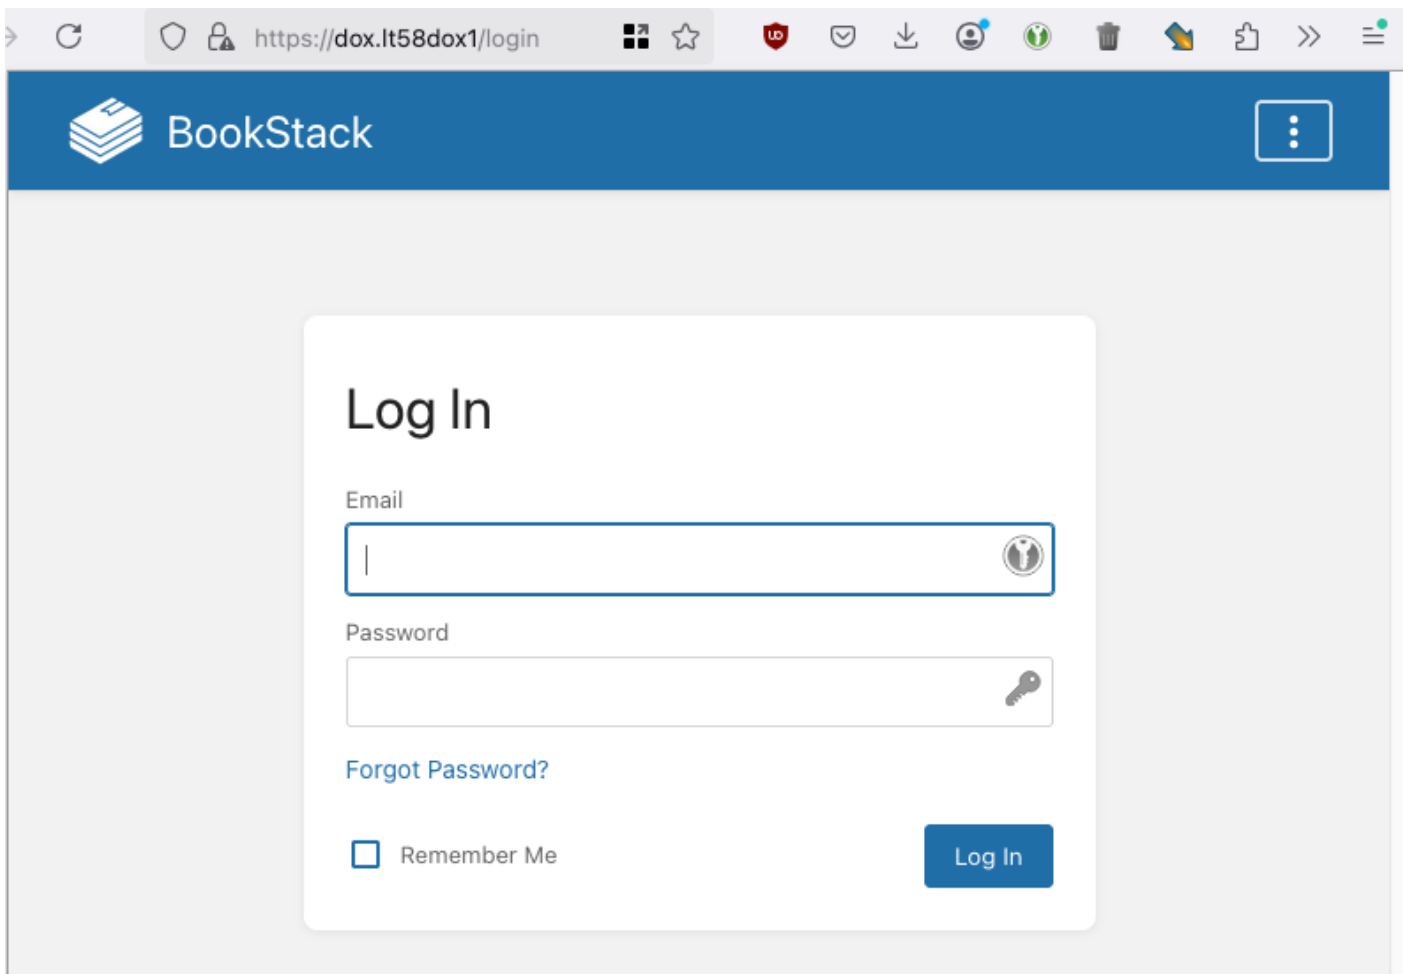 https://dox.lt58dox1/login
BookStack
Log In
Email
Password
Forgot Password?
Remember Me
Log In